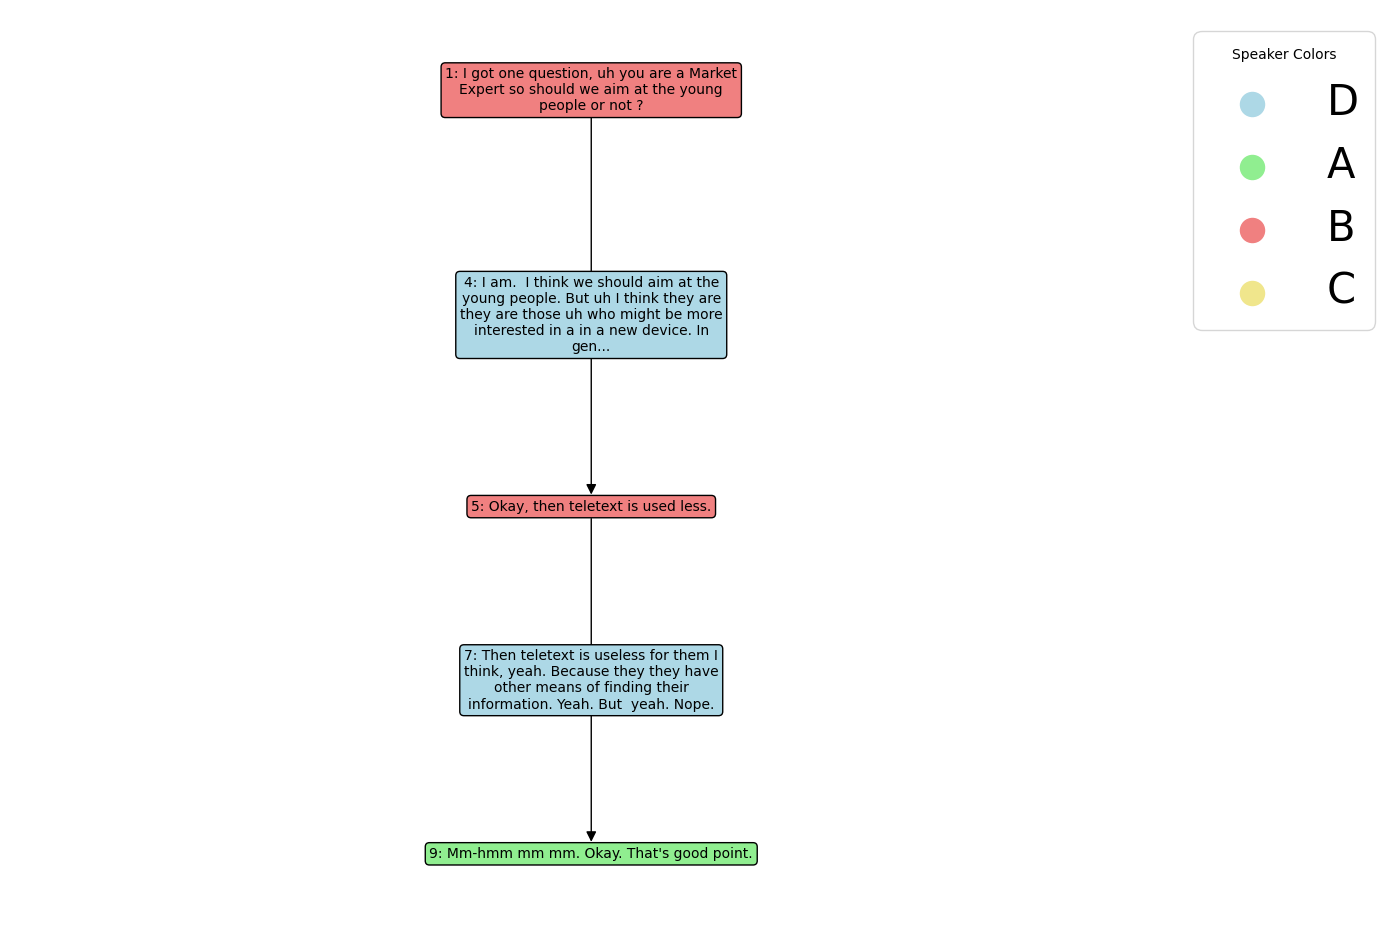 1: I got one question, uh you are a Market
Expert so should we aim at the young
people or not ?
4: I am.  I think we should aim at the
young people. But uh I think they are
they are those uh who might be more
interested in a in a new device. In
gen...
5: Okay, then teletext is used less.
7: Then teletext is useless for them I
think, yeah. Because they they have
other means of finding their
information. Yeah. But  yeah. Nope.
9: Mm-hmm mm mm. Okay. That's good point.
Speaker Colors
D
A
B
C